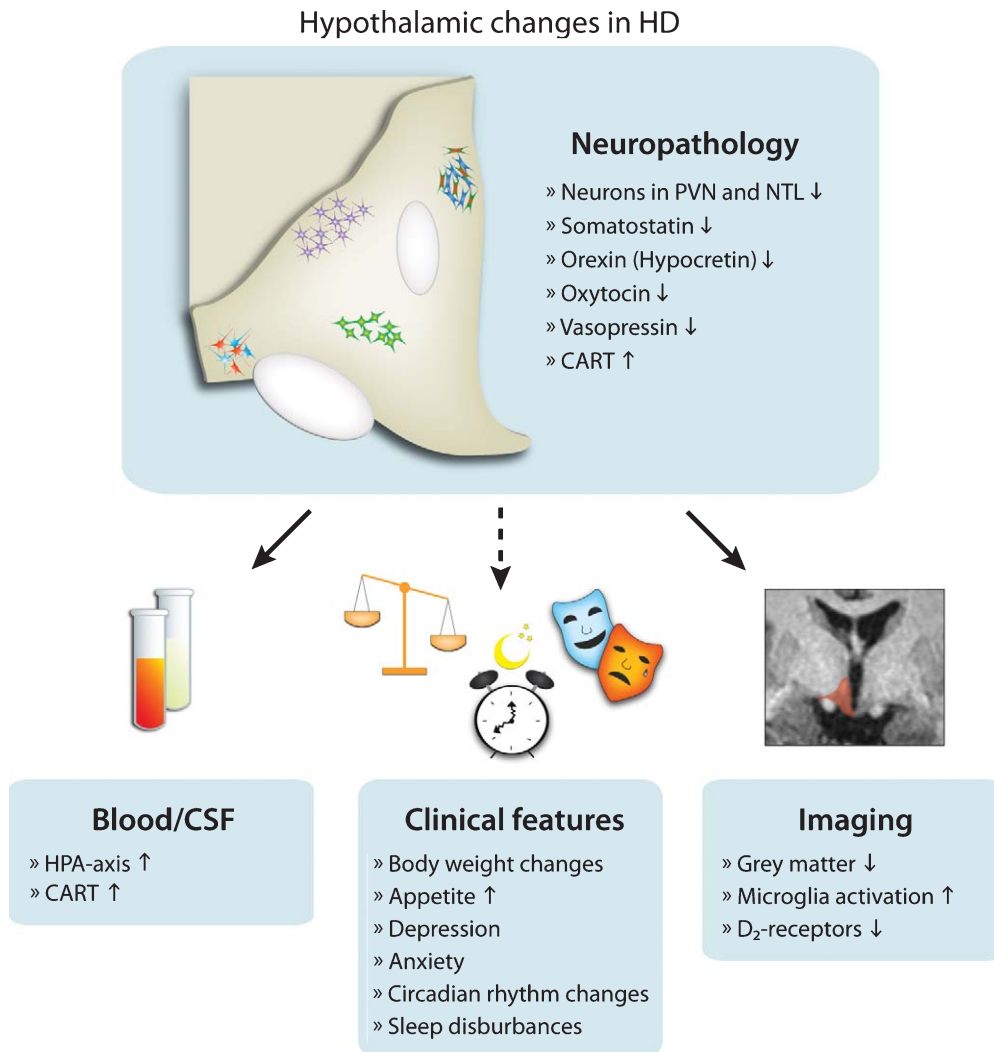 Hypothalamic changes in HD
Neuropathology
» Neurons in PVN and NTL ↓
» Somatostatin ↓
» Orexin (Hypocretin) ↓
» Oxytocin ↓
» Vasopressin ↓
» CART ↑
Blood/CSF
» HPA-axis ↑
» CART ↑
Clinical features
» Body weight changes
» Appetite ↑
» Depression
» Anxiety
» Circadian rhythm changes
» Sleep disburbances
Imaging
» Grey matter ↓
» Microglia activation ↑
» D₂-receptors ↓